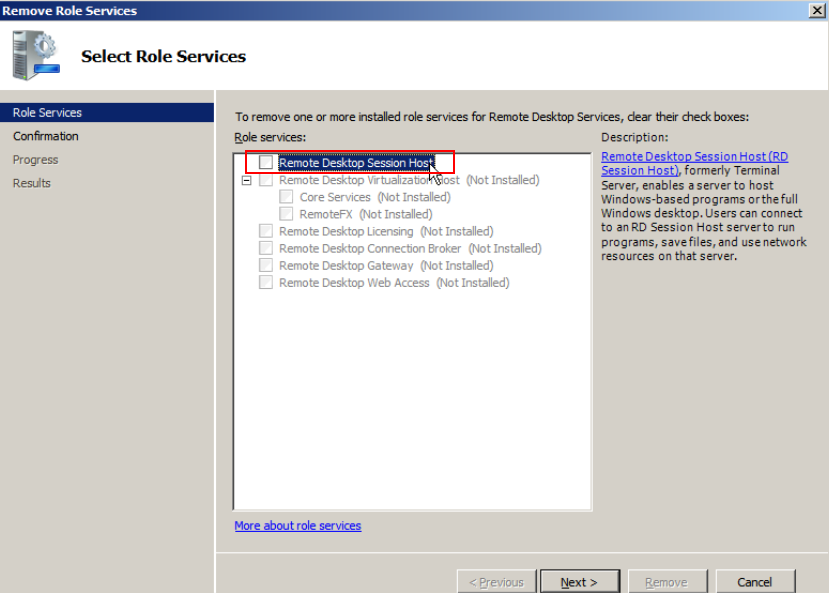 Remove Role Services
Select Role Services
Role Services
Confirmation
Progress
Results
To remove one or more installed role services for Remote Desktop Services, clear their check boxes:
Role services:
Remote Desktop Session Host
Remote Desktop Virtualization Host (Not Installed)
Core Services (Not Installed)
RemoteFX (Not Installed)
Remote Desktop Licensing (Not Installed)
Remote Desktop Connection Broker (Not Installed)
Remote Desktop Gateway (Not Installed)
Remote Desktop Web Access (Not Installed)
More about role services
Description:
Remote Desktop Session Host (RD
Session Host), formerly Terminal
Server, enables a server to host
Windows-based programs or the full
Windows desktop. Users can connect
to an RD Session Host server to run
programs, save files, and use network
resources on that server.
< Previous
Next >
Remove
Cancel